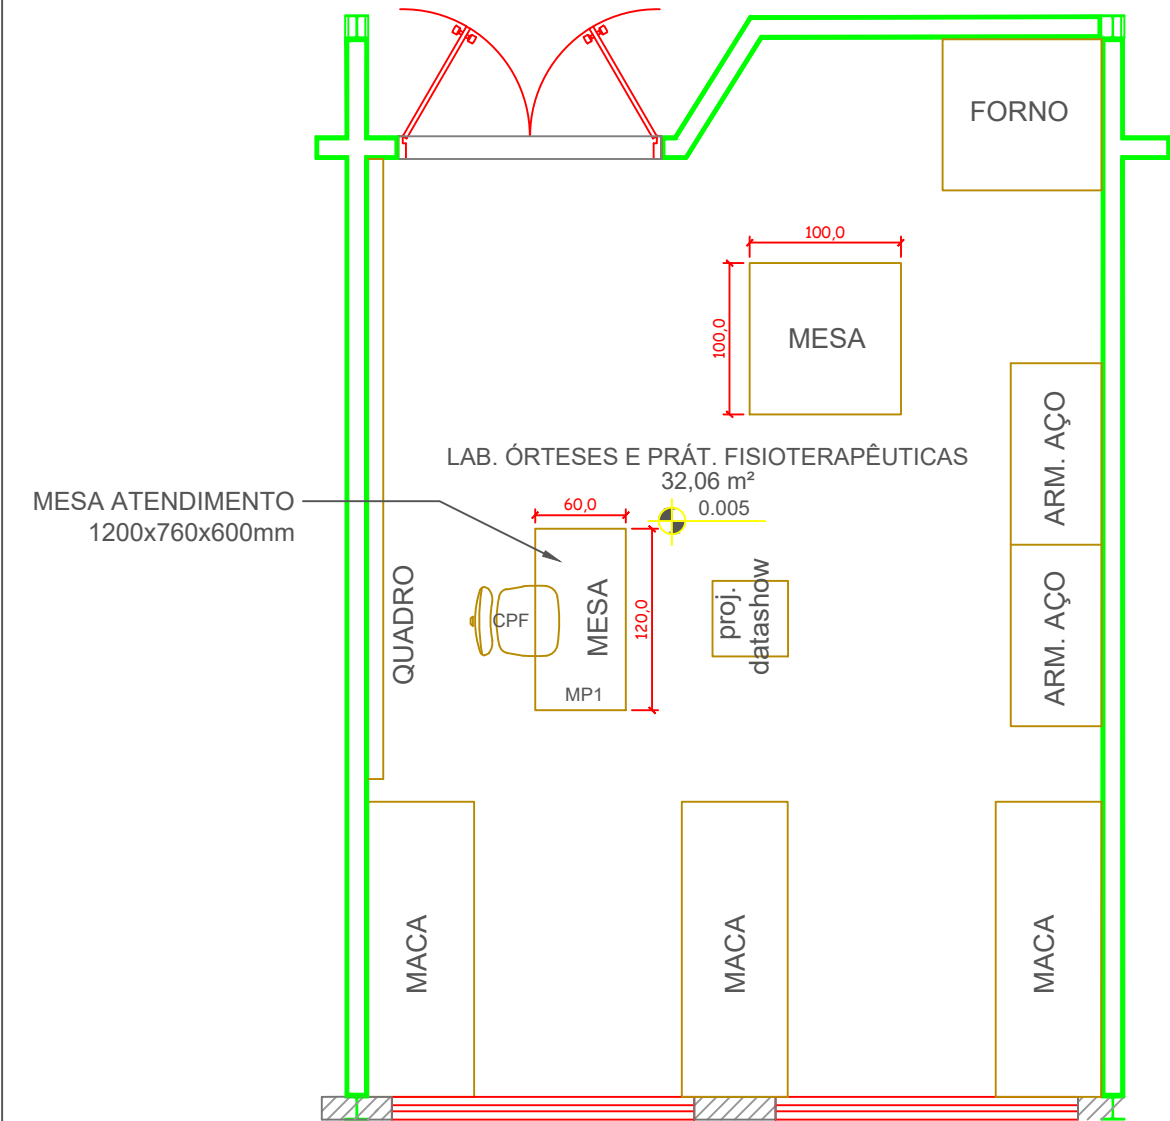 FORNO
100,0
100,0
MESA
ARM. AÇO
LAB. ÓRTESES E PRÁT. FISIOTERAPÊUTICAS
32,06 m²
0.005
MESA ATENDIMENTO
1200x760x600mm
60,0
QUADRO
CPF
MESA
120,0
MP1
proj.
datashow
ARM. AÇO
MACA
MACA
MACA